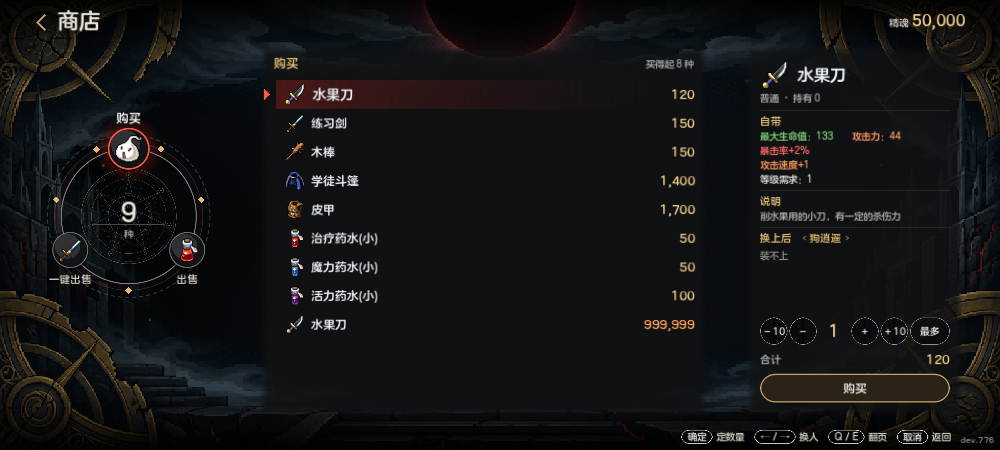 商店
精魂 50,000
购买
9
种
一键出售
出售
购买
买得起8种
水果刀 120
练习剑 150
木棒 150
学徒斗篷 1,400
皮甲 1,700
治疗药水(小) 50
魔力药水(小) 50
活力药水(小) 100
水果刀 999,999
水果刀
普通 · 持有0
自带
最大生命值: 133 攻击力: 44
暴击率+2%
攻击速度+1
等级需求: 1
说明
削水果用的小刀，有一定的杀伤力
换上后 ‹狗逍遥›
装不上
-10 - 1 + +10 最多
合计 120
购买
确定 定数量 ←/→ 换人 Q/E 翻页 取消 返回
dev.776